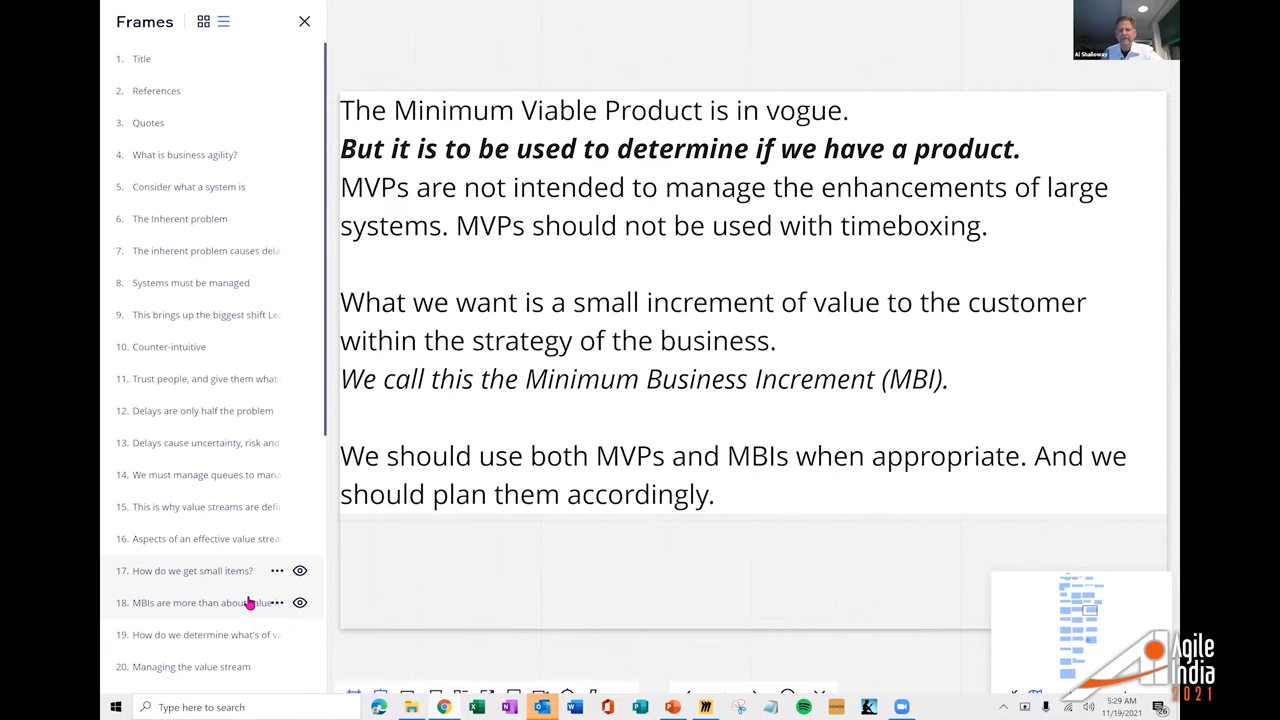 Frames
1. Title
2. References
3. Quotes
4. What is business agility?
5. Consider what a system is
6. The Inherent problem
7. The inherent problem causes dela
8. Systems must be managed
9. This brings up the biggest shift Le
10. Counter-intuitive
11. Trust people, and give them what
12. Delays are only half the problem
13. Delays cause uncertainty, risk and
14. We must manage queues to mana
15. This is why value streams are defi
16. Aspects of an effective value strea
17. How do we get small items?
18. MBIs are more than about value
19. How do we determine what's of va
20. Managing the value stream
The Minimum Viable Product is in vogue.
But it is to be used to determine if we have a product.
MVPs are not intended to manage the enhancements of large
systems. MVPs should not be used with timeboxing.
What we want is a small increment of value to the customer
within the strategy of the business.
We call this the Minimum Business Increment (MBI).
We should use both MVPs and MBIs when appropriate. And we
should plan them accordingly.
Al Shalloway
Agile
India
2021
Type here to search
5:29 AM
11/19/2021
26